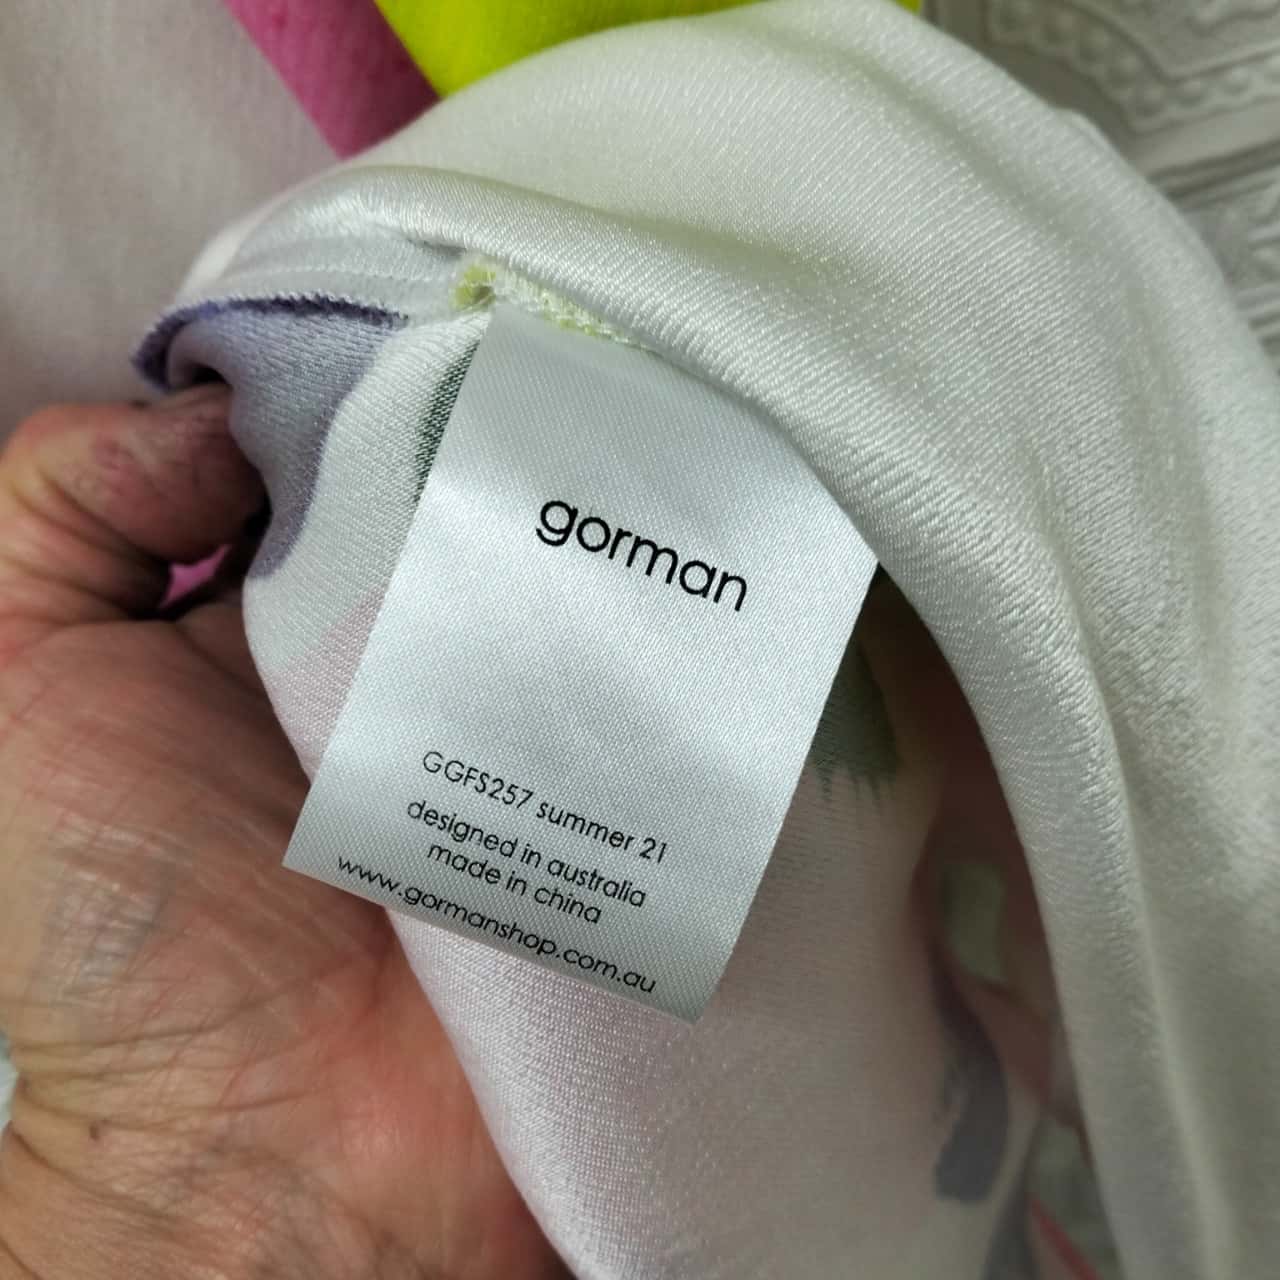 gorman
GGFS257 summer 21
designed in australia
made in china
www.gormanshop.com.au